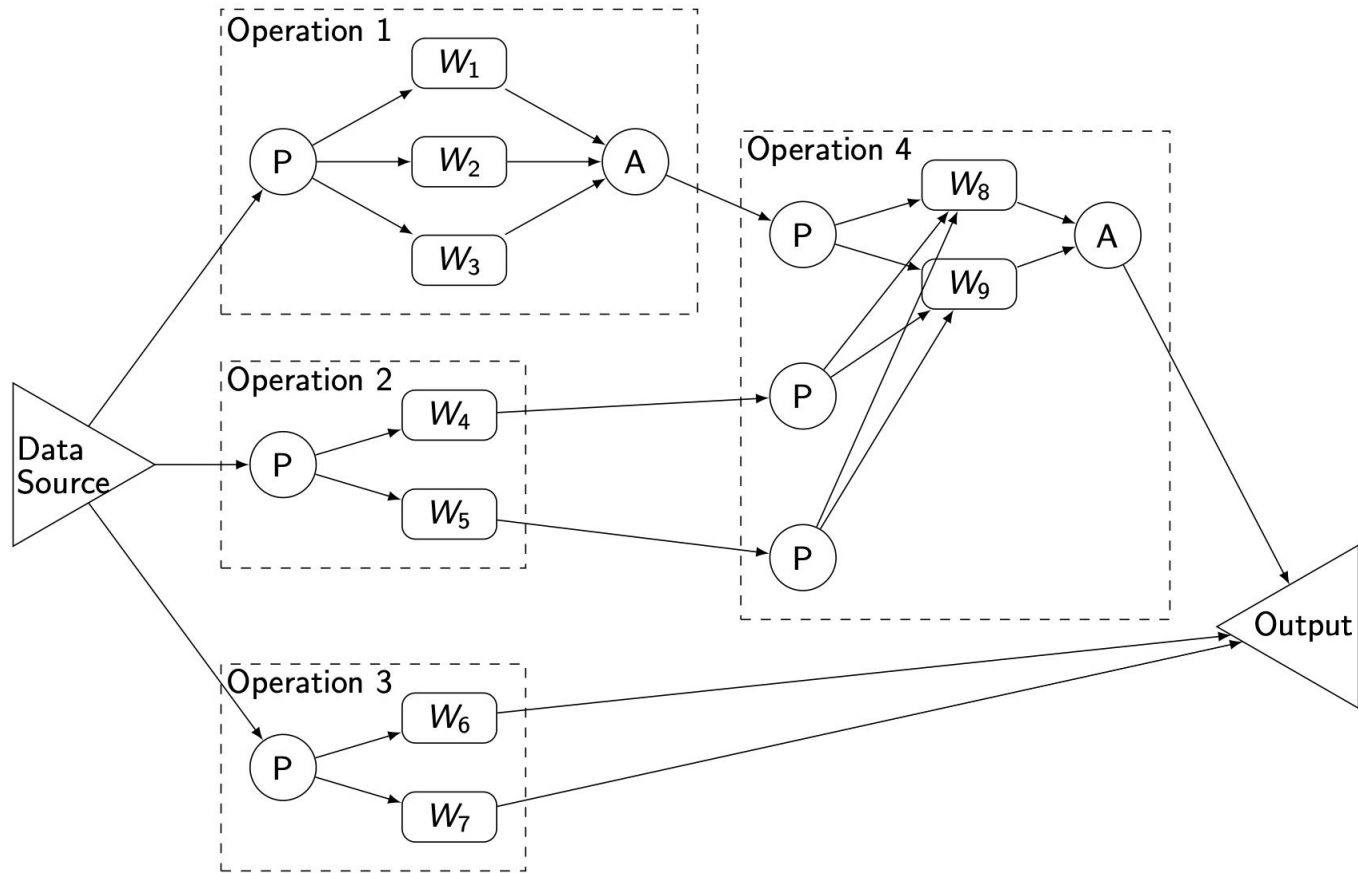 Operation 1
W1
P
W2
A
W3
Operation 4
W8
P
A
W9
Operation 2
W4
P
Data
Source
P
W5
P
Output
Operation 3
W6
P
W7